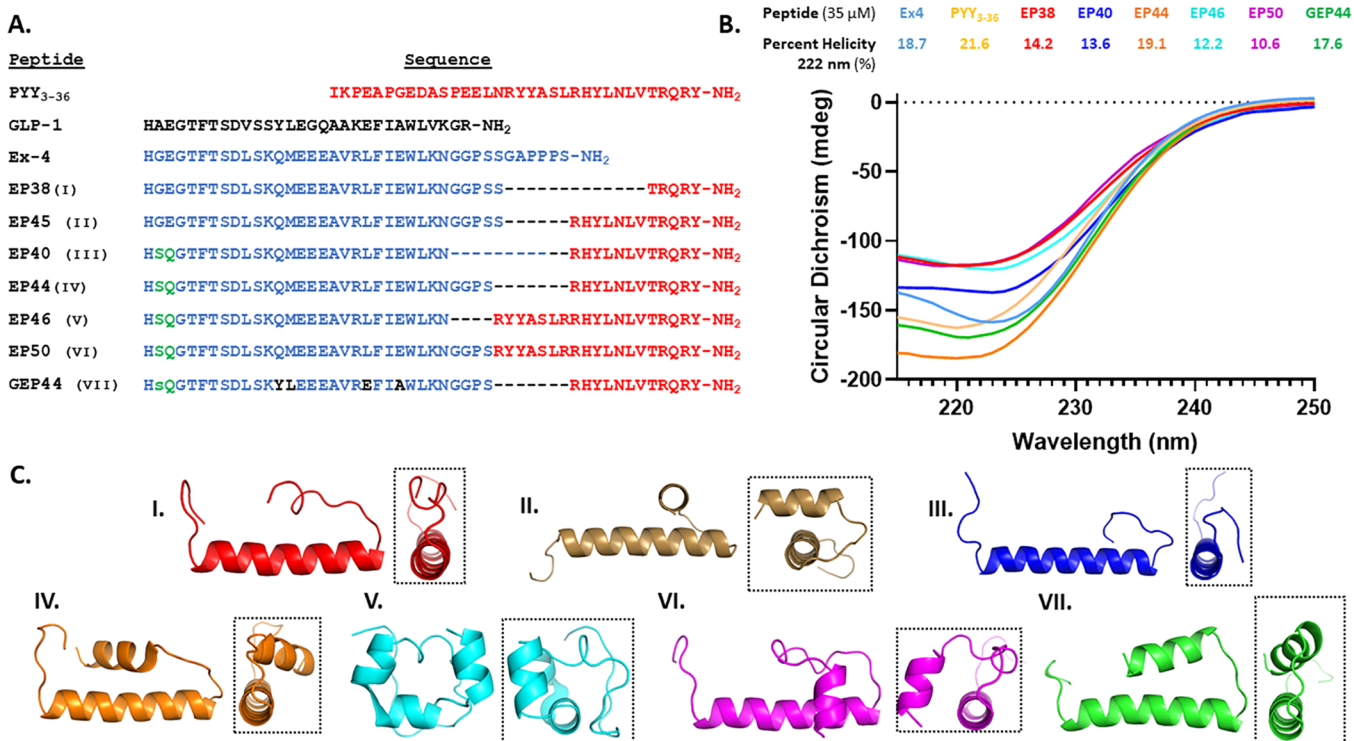 A.
Peptide Sequence
PYY3-36 IKPEAPGEDASPEELNRYYASLRHYLNLVTRQRY-NH2
GLP-1 HAEGTFTSDVSSYLEGQAAKEFIAWLVKGR-NH2
Ex-4 HGEGTFTSDLSKQMEEEAVRLFIEWLKNGGPSSGAPPPS-NH2
EP38(I) HGEGTFTSDLSKQMEEEAVRLFIEWLKNGGPSS-------------TRQRY-NH2
EP45 (II) HGEGTFTSDLSKQMEEEAVRLFIEWLKNGGPSS------RHYLNLVTRQRY-NH2
EP40 (III) HSQGTFTSDLSKQMEEEAVRLFIEWLKN-----------RHYLNLVTRQRY-NH2
EP44(IV) HSQGTFTSDLSKQMEEEAVRLFIEWLKNGGPS-------RHYLNLVTRQRY-NH2
EP46 (V) HSQGTFTSDLSKQMEEEAVRLFIEWLKN----RYYASLRRHYLNLVTRQRY-NH2
EP50 (VI) HSQGTFTSDLSKQMEEEAVRLFIEWLKNGGPSRYYASLRRHYLNLVTRQRY-NH2
GEP44 (VII) HsQGTFTSDLSKYLEEEAVREFIAWLKNGGPS-------RHYLNLVTRQRY-NH2
B.
Peptide (35 µM) Ex4 PYY3-36 EP38 EP40 EP44 EP46 EP50 GEP44
Percent Helicity 18.7 21.6 14.2 13.6 19.1 12.2 10.6 17.6
222 nm (%)
Circular Dichroism (mdeg)
0
-50
-100
-150
-200
220 230 240 250
Wavelength (nm)
C.
I. II. III.
IV. V. VI. VII.